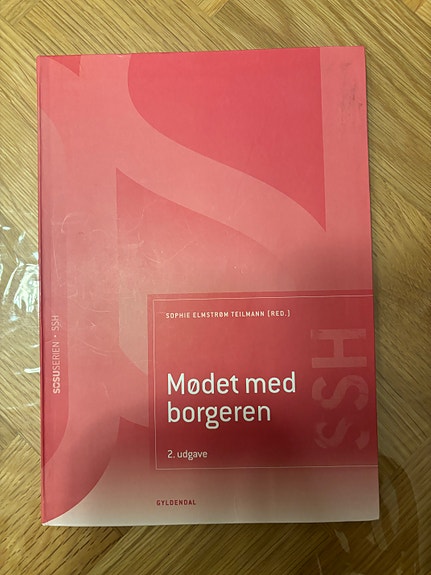 SOPHIE ELMSTRØM TEILMANN (RED.)
Mødet med
borgeren
2. udgave
GYLDENDAL
SOSUSERIEN • SSH
SSH